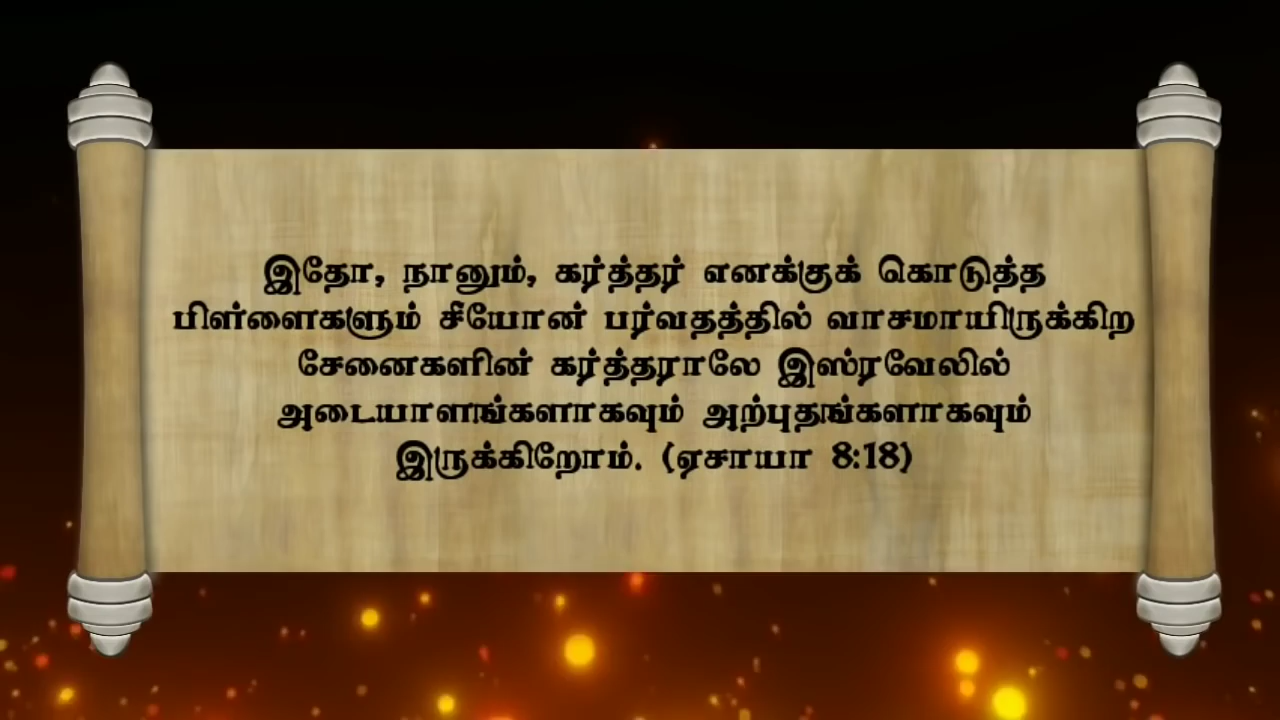 இதோ, நானும், கர்த்தர் எனக்குக் கொடுத்த
பிள்ளைகளும் சீயோன் பர்வதத்தில் வாசமாயிருக்கிற
சேனைகளின் கர்த்தராலே இஸ்ரவேலில்
அடையாளங்களாகவும் அற்புதங்களாகவும்
இருக்கிறோம். (ஏசாயா 8:18)